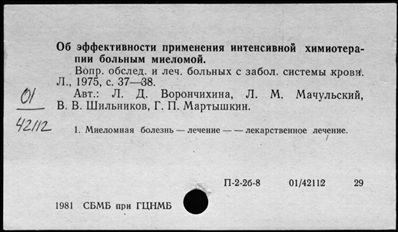 Об эффективности применения интенсивной химиотера-
пии больным миеломой.
Вопр. обслед. и леч. больных с забол. системы крови.
Л., 1975, с. 37—38.
Авт.: Л. Д. Ворончихина, Л. М. Мачульский,
В. В. Шильников, Г. П. Мартышкин.
01
42112
1. Миеломная болезнь — лечение — — лекарственное лечение.
П-2-26-8 01/42112 29
1981 СБМБ при ГЦНМБ